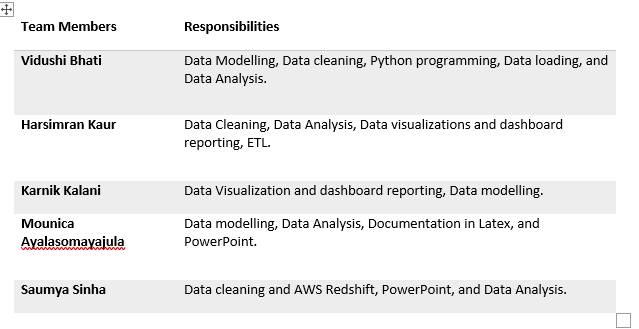 Team Members Responsibilities
Vidushi Bhati Data Modelling, Data cleaning, Python programming, Data loading, and
Data Analysis.
Harsimran Kaur Data Cleaning, Data Analysis, Data visualizations and dashboard
reporting, ETL.
Karnik Kalani Data Visualization and dashboard reporting, Data modelling.
Mounica Data modelling, Data Analysis, Documentation in Latex, and
Ayalasomayajula PowerPoint.
Saumya Sinha Data cleaning and AWS Redshift, PowerPoint, and Data Analysis.